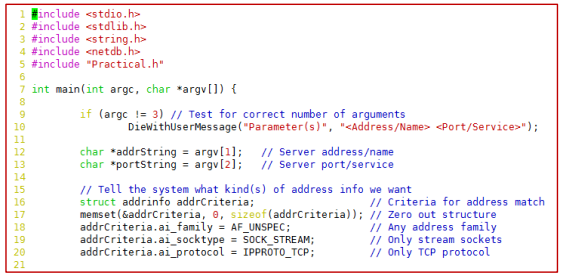 1 #include <stdio.h>
2 #include <stdlib.h>
3 #include <string.h>
4 #include <netdb.h>
5 #include "Practical.h"
6
7 int main(int argc, char *argv[]) {
8
9 if (argc != 3) // Test for correct number of arguments
10 DieWithUserMessage("Parameter(s)", "<Address/Name> <Port/Service>");
11
12 char *addrString = argv[1]; // Server address/name
13 char *portString = argv[2]; // Server port/service
14
15 // Tell the system what kind(s) of address info we want
16 struct addrinfo addrCriteria; // Criteria for address match
17 memset(&addrCriteria, 0, sizeof(addrCriteria)); // Zero out structure
18 addrCriteria.ai_family = AF_UNSPEC; // Any address family
19 addrCriteria.ai_socktype = SOCK_STREAM; // Only stream sockets
20 addrCriteria.ai_protocol = IPPROTO_TCP; // Only TCP protocol
21